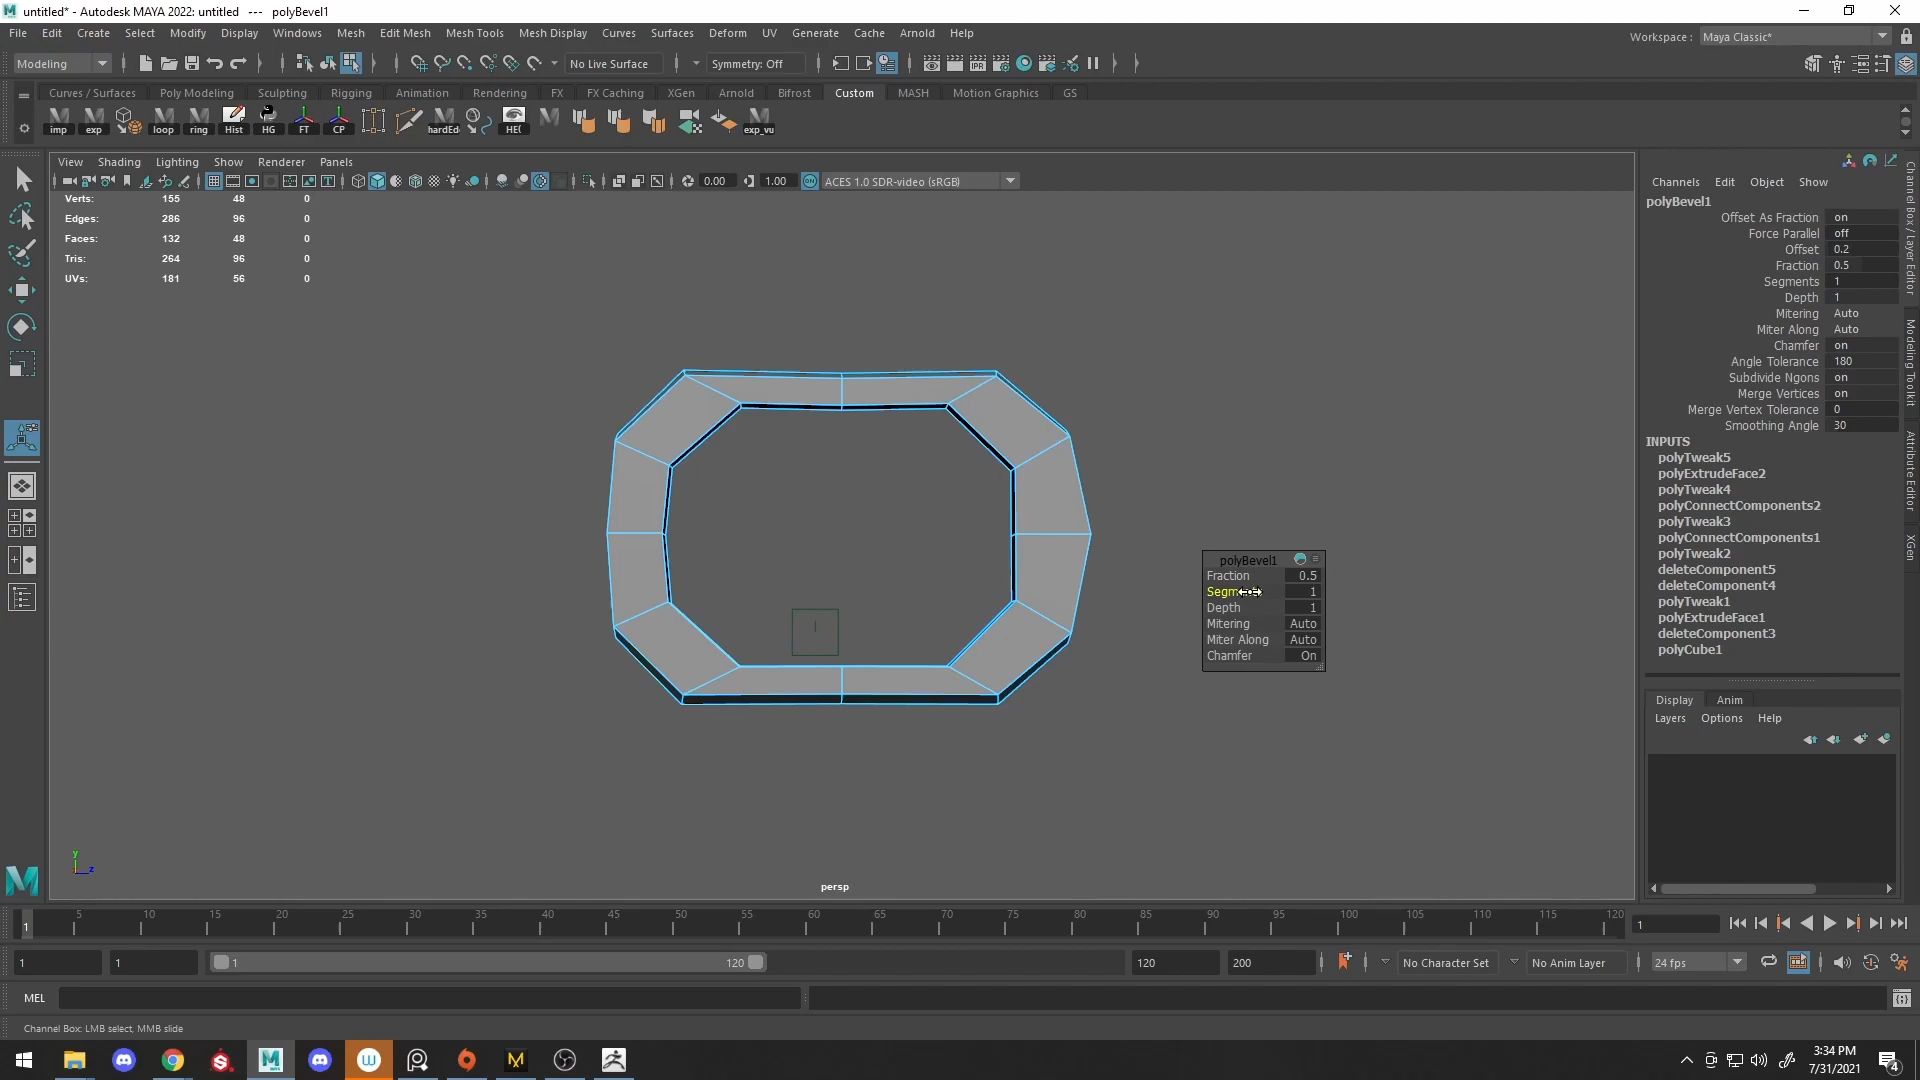 untitled* - Autodesk MAYA 2022: untitled --- polyBevel1
File Edit Create Select Modify Display Windows Mesh Edit Mesh Mesh Tools Mesh Display Curves Surfaces Deform UV Generate Cache Arnold Help
Workspace : Maya Classic*
Modeling No Live Surface Symmetry: Off
Curves / Surfaces Poly Modeling Sculpting Rigging Animation Rendering FX FX Caching XGen Arnold Bifrost Custom MASH Motion Graphics GS
imp exp loop ring Hist HG FT CP hardEd HE( exp_vu
View Shading Lighting Show Renderer Panels
0.00 1.00 ACES 1.0 SDR-video (sRGB)
Verts: 155 48 0
Edges: 286 96 0
Faces: 132 48 0
Tris: 264 96 0
UVs: 181 56 0
polyBevel1
Fraction 0.5
Segm 1
Depth 1
Mitering Auto
Miter Along Auto
Chamfer On
y
z
persp
Channels Edit Object Show
polyBevel1
Offset As Fraction on
Force Parallel off
Offset 0.2
Fraction 0.5
Segments 1
Depth 1
Mitering Auto
Miter Along Auto
Chamfer on
Angle Tolerance 180
Subdivide Ngons on
Merge Vertices on
Merge Vertex Tolerance 0
Smoothing Angle 30
INPUTS
polyTweak5
polyExtrudeFace2
polyTweak4
polyConnectComponents2
polyTweak3
polyConnectComponents1
polyTweak2
deleteComponent5
deleteComponent4
polyTweak1
polyExtrudeFace1
deleteComponent3
polyCube1
Display Anim
Layers Options Help
Channel Box / Layer Editor
Modeling Toolkit
Attribute Editor
XGen
1 5 10 15 20 25 30 35 40 45 50 55 60 65 70 75 80 85 90 95 100 105 110 115 120
1
1 1 1 120 120 200 No Character Set No Anim Layer 24 fps
MEL
Channel Box: LMB select, MMB slide
3:34 PM
7/31/2021
4